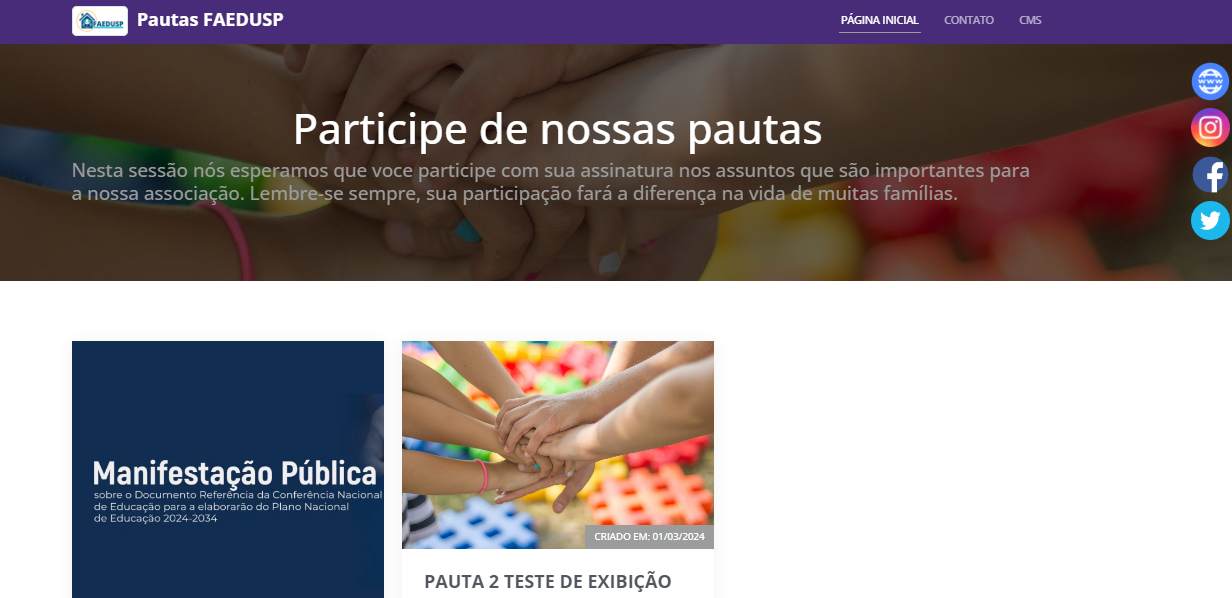 FAEDUSP
Pautas FAEDUSP
PÁGINA INICIAL
CONTATO
CMS
Participe de nossas pautas
Nesta sessão nós esperamos que voce participe com sua assinatura nos assuntos que são importantes para
a nossa associação. Lembre-se sempre, sua participação fará a diferença na vida de muitas famílias.
WWW
Manifestação Pública
sobre o Documento Referência da Conferência Nacional
de Educação para a elaborarão do Plano Nacional
de Educação 2024-2034
CRIADO EM: 01/03/2024
PAUTA 2 TESTE DE EXIBIÇÃO